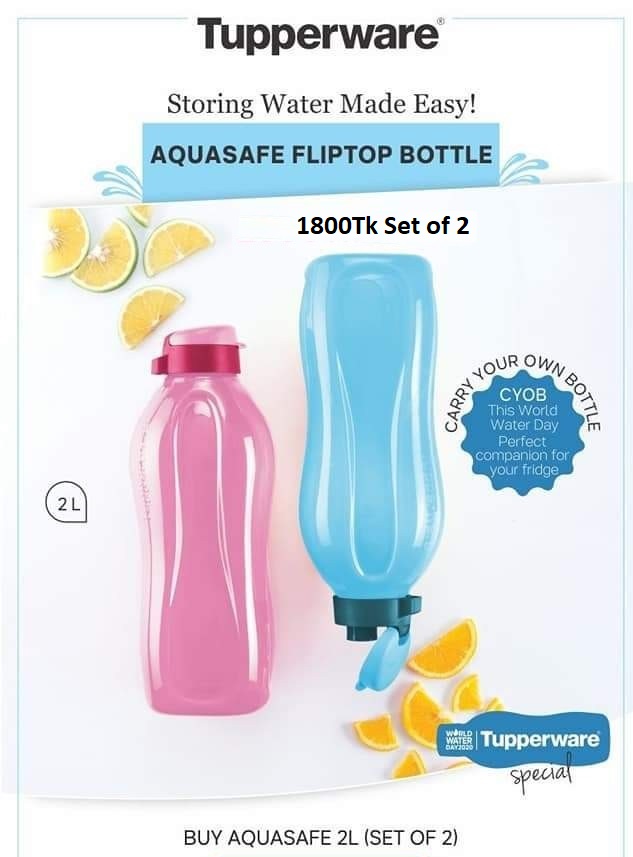 Tupperware®
Storing Water Made Easy!
AQUASAFE FLIPTOP BOTTLE
1800Tk Set of 2
CARRY YOUR OWN BOTTLE
CYOB
This World
Water Day
Perfect
companion for
your fridge
2 L
WORLD
WATER
DAY2020
Tupperware®
special
BUY AQUASAFE 2L (SET OF 2)